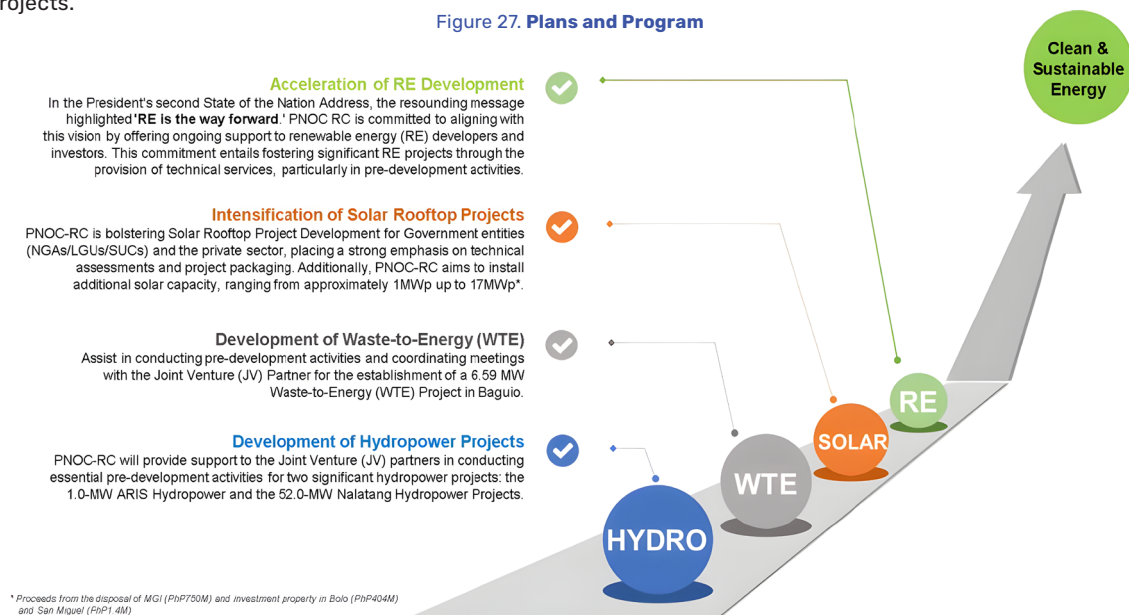 rojects.
Figure 27. Plans and Program
Clean &
Sustainable
Energy
Acceleration of RE Development
In the President's second State of the Nation Address, the resounding message
highlighted 'RE is the way forward.' PNOC RC is committed to aligning with
this vision by offering ongoing support to renewable energy (RE) developers and
investors. This commitment entails fostering significant RE projects through the
provision of technical services, particularly in pre-development activities.
Intensification of Solar Rooftop Projects
PNOC-RC is bolstering Solar Rooftop Project Development for Government entities
(NGAs/LGUs/SUCs) and the private sector, placing a strong emphasis on technical
assessments and project packaging. Additionally, PNOC-RC aims to install
additional solar capacity, ranging from approximately 1MWp up to 17MWp*.
Development of Waste-to-Energy (WTE)
Assist in conducting pre-development activities and coordinating meetings
with the Joint Venture (JV) Partner for the establishment of a 6.59 MW
Waste-to-Energy (WTE) Project in Baguio.
Development of Hydropower Projects
PNOC-RC will provide support to the Joint Venture (JV) partners in conducting
essential pre-development activities for two significant hydropower projects: the
1.0-MW ARIS Hydropower and the 52.0-MW Nalatang Hydropower Projects.
RE
SOLAR
WTE
HYDRO
* Proceeds from the disposal of MGI (PhP750M) and investment property in Bolo (PhP404M)
and San Miguel (PhP1.4M)